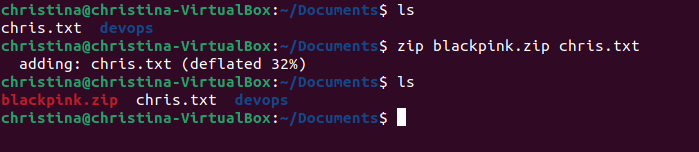 christina@christina-VirtualBox:~/Documents$ ls
chris.txt  devops
christina@christina-VirtualBox:~/Documents$ zip blackpink.zip chris.txt
  adding: chris.txt (deflated 32%)
christina@christina-VirtualBox:~/Documents$ ls
blackpink.zip  chris.txt  devops
christina@christina-VirtualBox:~/Documents$